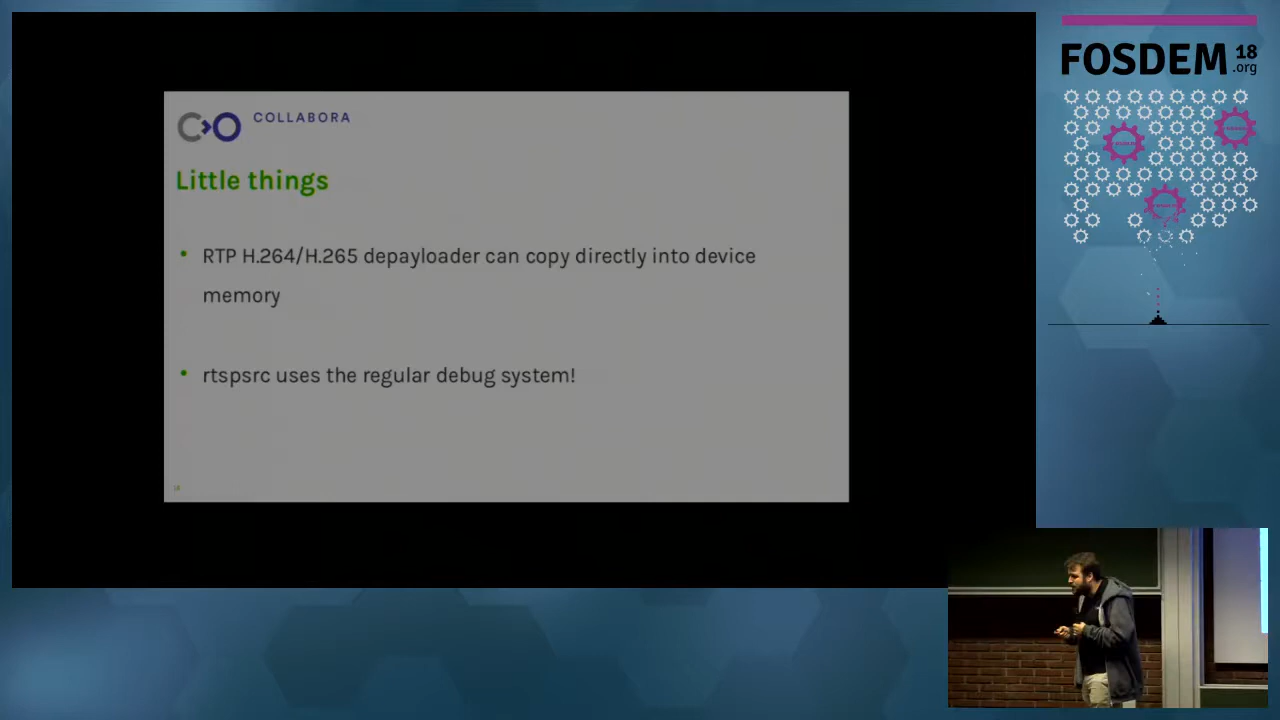 COLLABORA
Little things
• RTP H.264/H.265 depayloader can copy directly into device
memory
• rtspsrc uses the regular debug system!
FOSDEM 18
.org